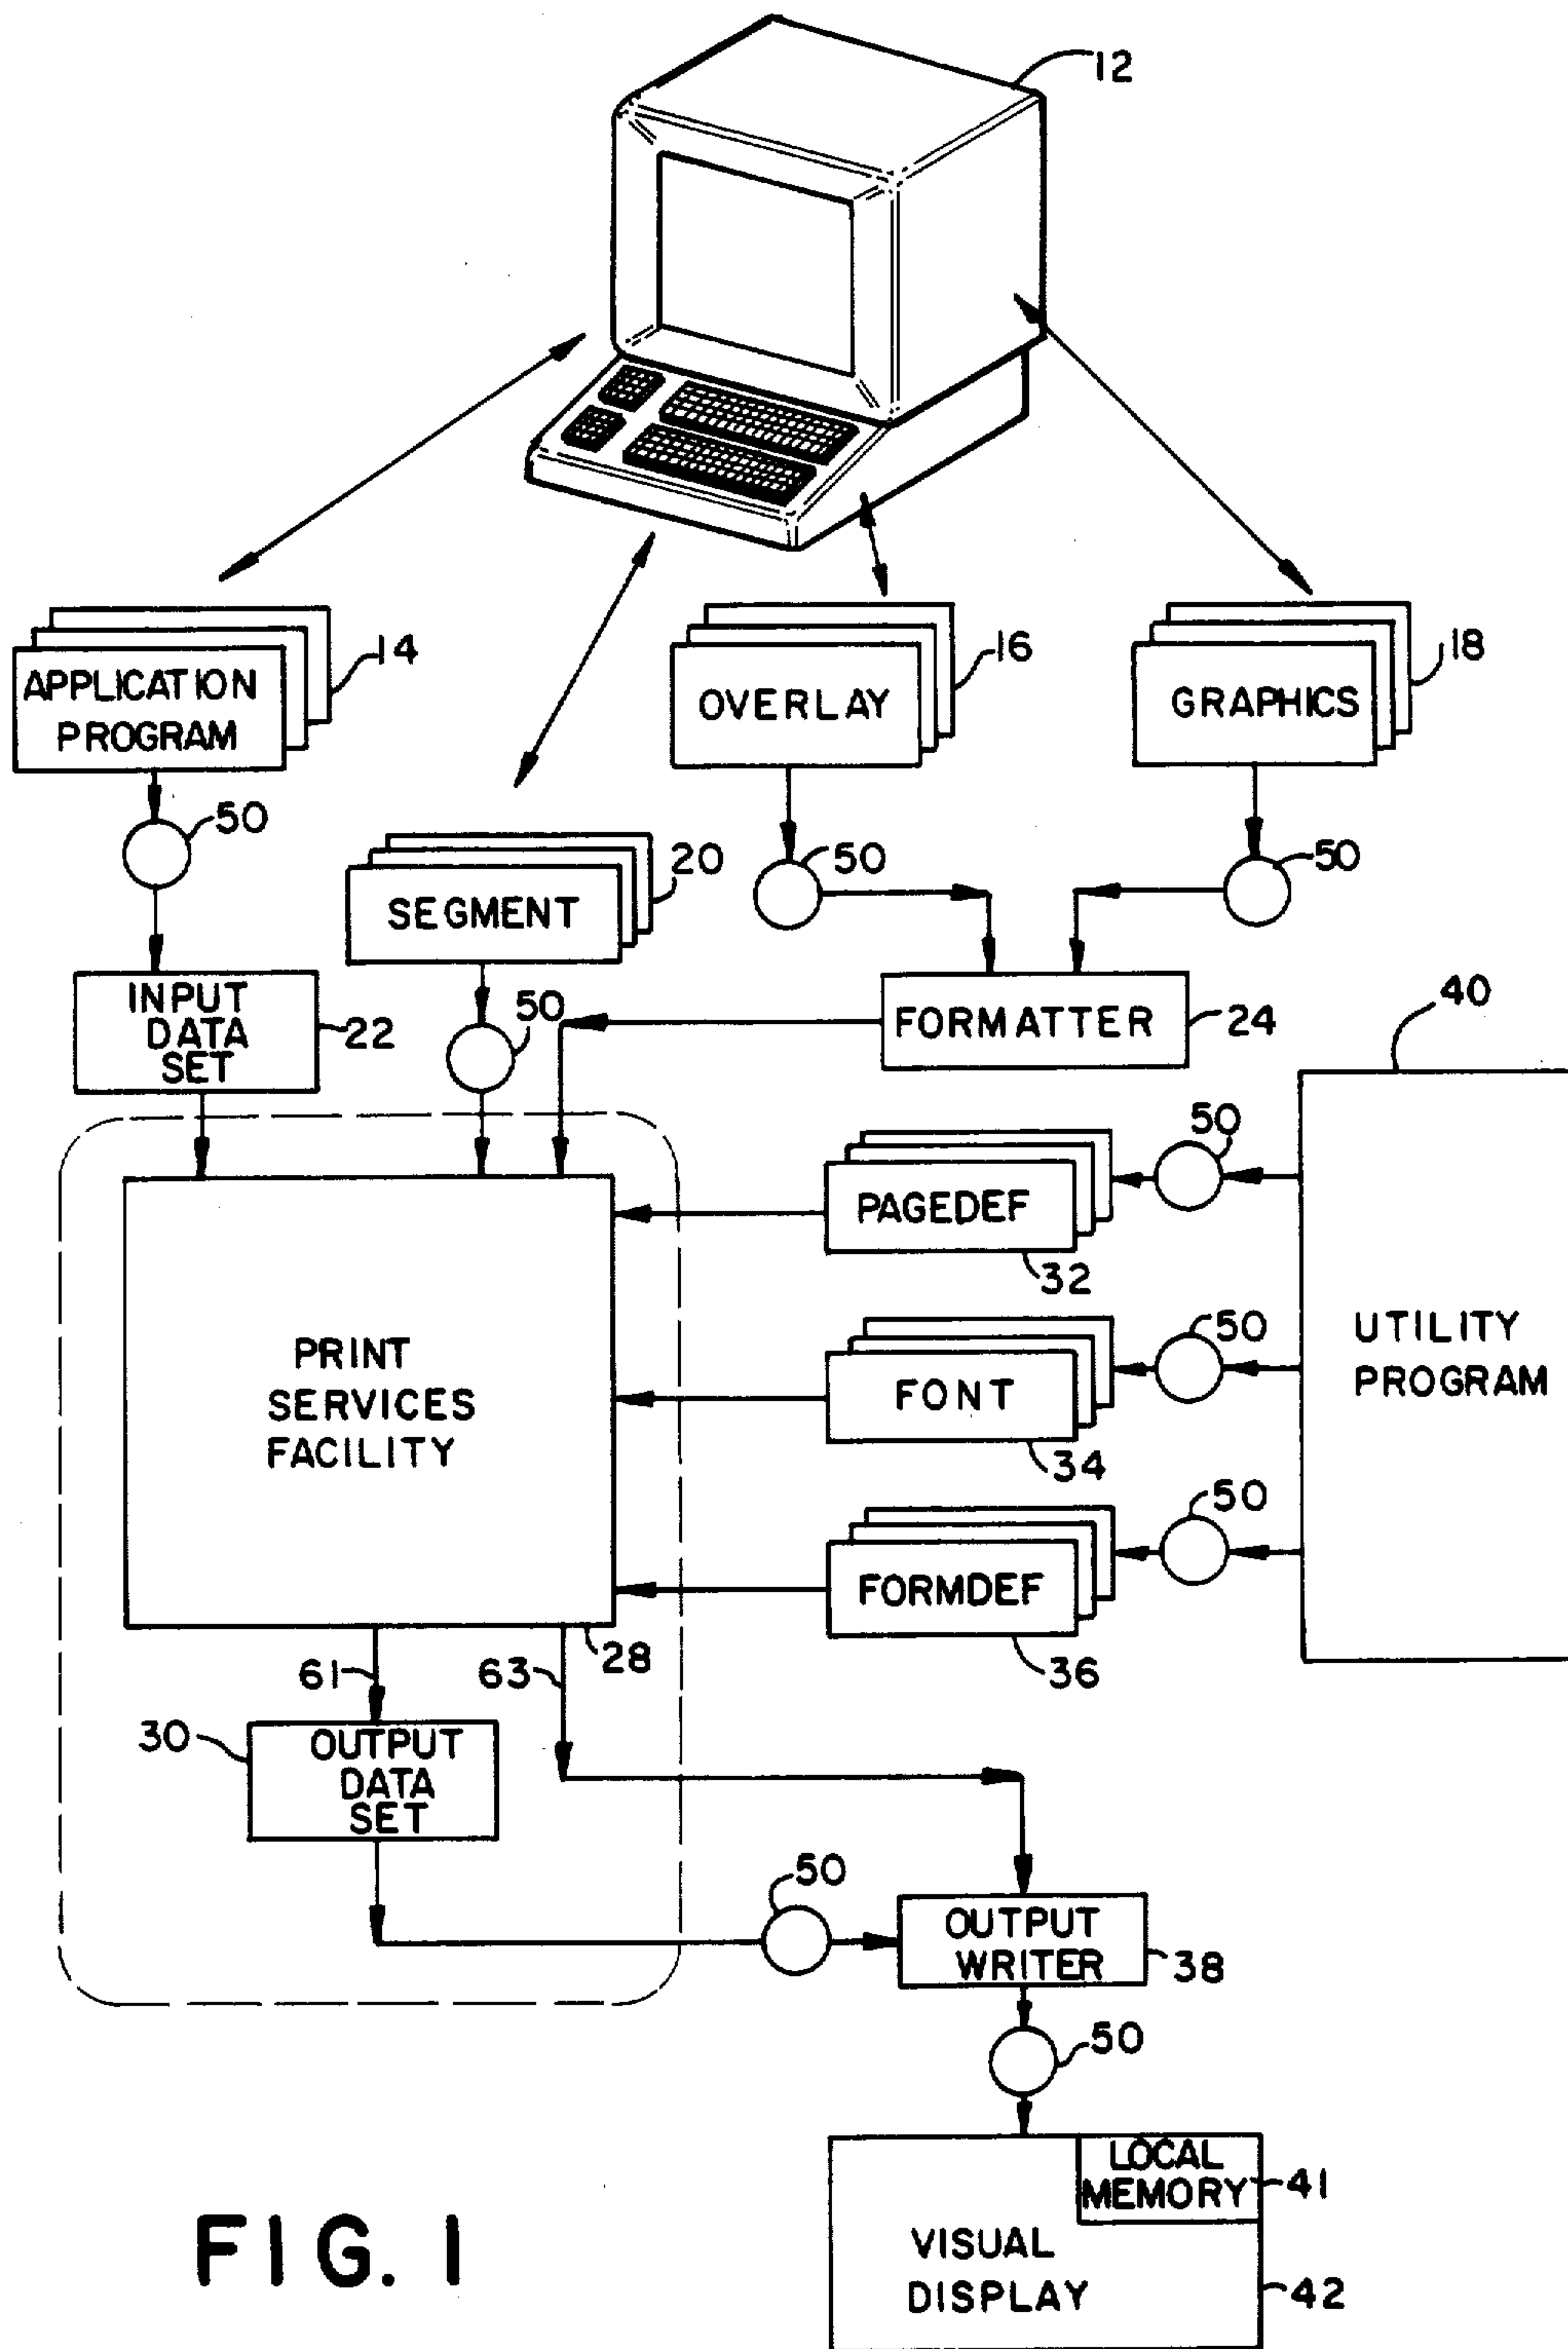 12
14
APPLICATION
PROGRAM
16
OVERLAY
18
GRAPHICS
50
50
50
20
SEGMENT
50
INPUT
DATA
SET
22
FORMATTER
24
40
50
PAGEDEF
32
UTILITY
PROGRAM
50
FONT
34
PRINT
SERVICES
FACILITY
50
FORMDEF
36
28
61
63
30
OUTPUT
DATA
SET
50
OUTPUT
WRITER
38
50
LOCAL
MEMORY
41
VISUAL
DISPLAY
42
FIG. 1